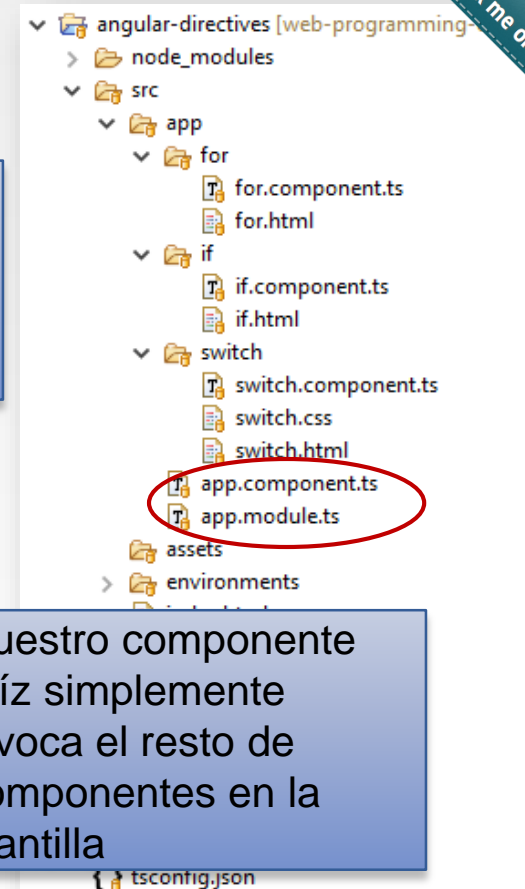 angular-directives [web-programming-
me
node_modules
src
app
for
for.component.ts
for.html
if
if.component.ts
if.html
switch
switch.component.ts
switch.css
switch.html
app.component.ts
app.module.ts
assets
environments
uestro componente
íz simplemente
voca el resto de
omponentes en la
antilla
tsconfig.json